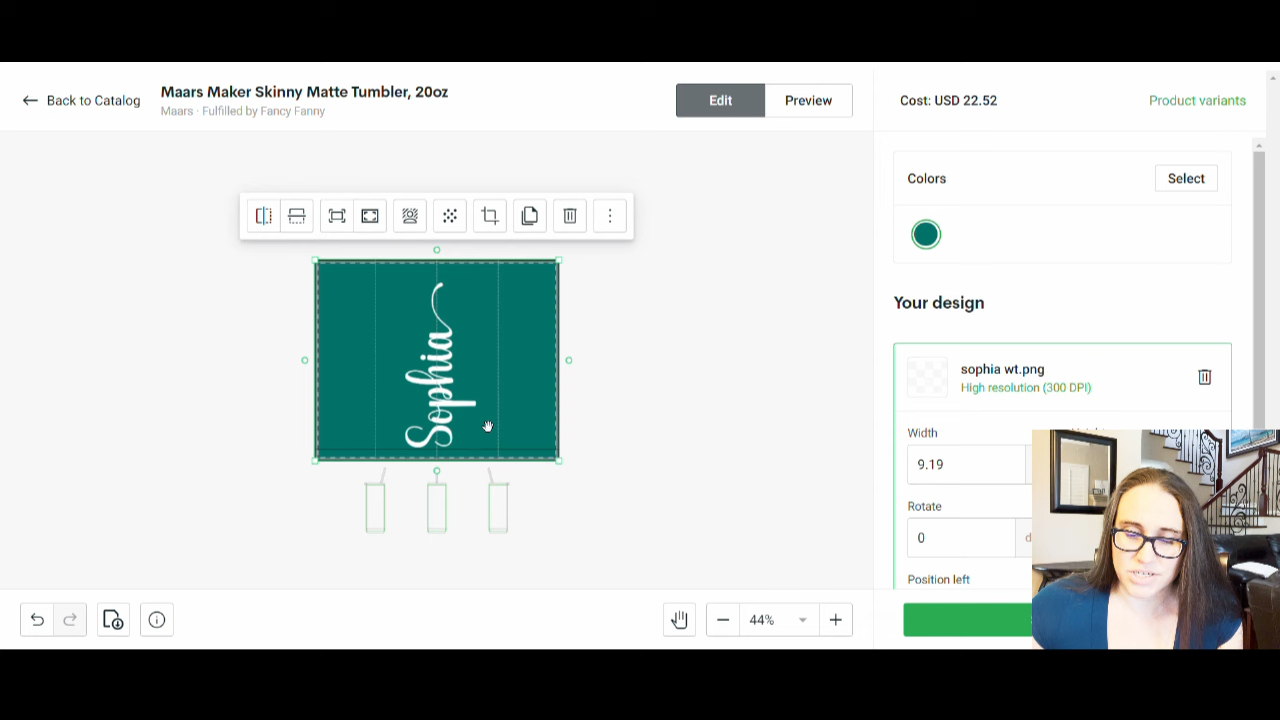 Back to Catalog
Maars Maker Skinny Matte Tumbler, 20oz
Maars · Fulfilled by Fancy Fanny
Edit
Preview
Cost: USD 22.52
Product variants
Colors
Select
Sophia
Your design
sophia wt.png
High resolution (300 DPI)
Width
9.19
Rotate
0
d
Position left
44%